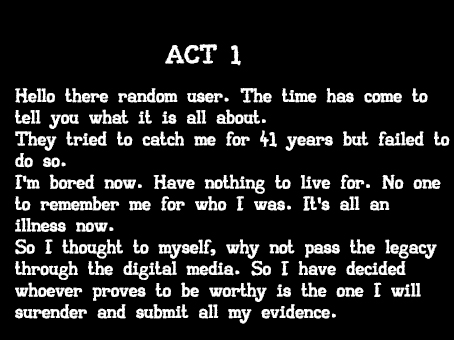 ACT 1
Hello there random user. The time has come to
tell you what it is all about.
They tried to catch me for 41 years but failed to
do so.
I'm bored now. Have nothing to live for. No one
to remember me for who I was. It's all an
illness now.
So I thought to myself, why not pass the legacy
through the digital media. So I have decided
whoever proves to be worthy is the one I will
surender and submit all my evidence.